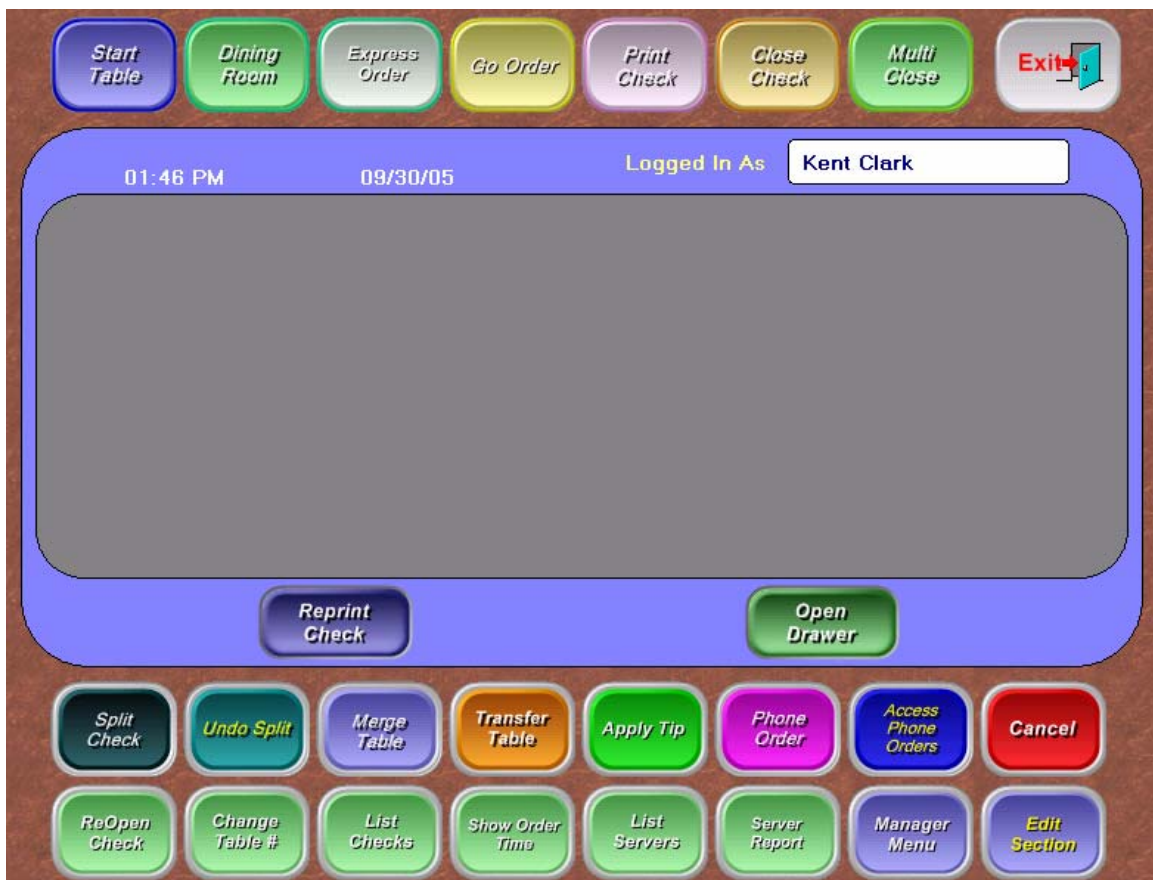 Start
Table
Dining
Room
Express
Order
Go Order
Print
Check
Close
Check
Multi
Close
Exit
01:46 PM
09/30/05
Logged In As
Kent Clark
Reprint
Check
Open
Drawer
Split
Check
Undo Split
Merge
Table
Transfer
Table
Apply Tip
Phone
Order
Access
Phone
Orders
Cancel
ReOpen
Check
Change
Table #
List
Checks
Show Order
Time
List
Servers
Server
Report
Manager
Menu
Edit
Section